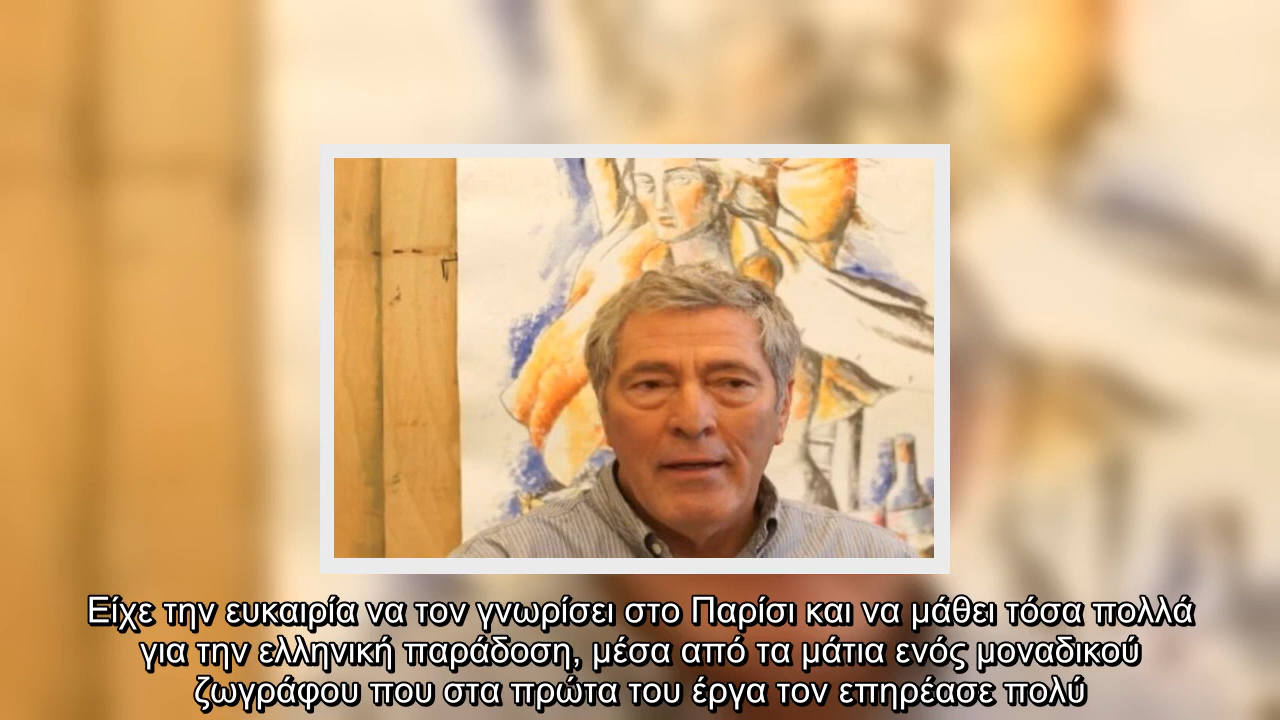 Είχε την ευκαιρία να τον γνωρίσει στο Παρίσι και να μάθει τόσα πολλά
για την ελληνική παράδοση, μέσα από τα μάτια ενός μοναδικού
ζωγράφου που στα πρώτα του έργα τον επηρέασε πολύ